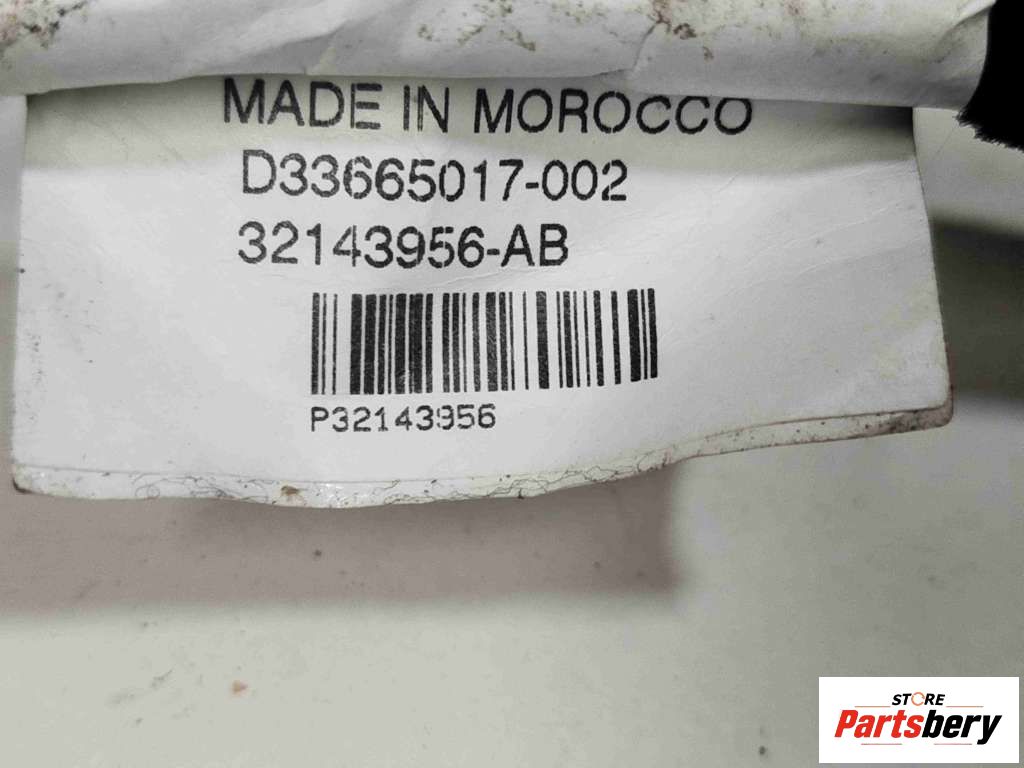 MADE IN MOROCCO
D33665017-002
32143956-AB
P32143956
STORE
Partsbery